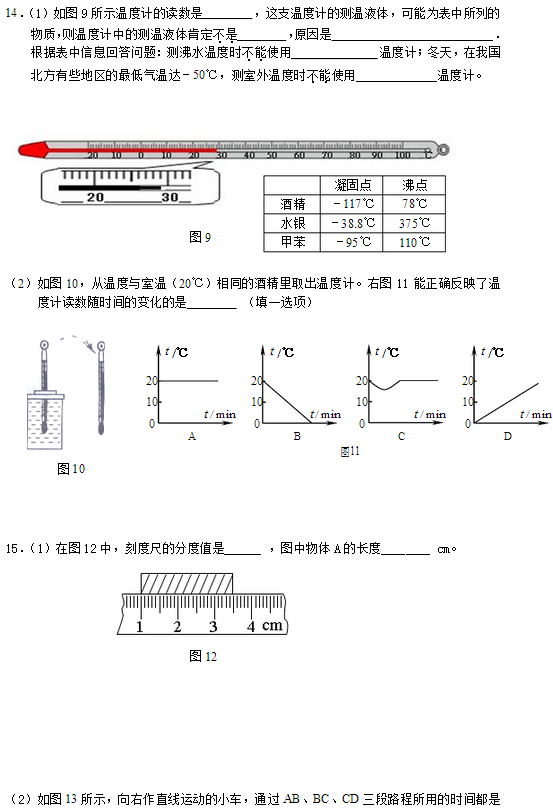 14.(1)如图9所示温度计的读数是________,这支温度计的测温液体，可能为表中所列的
物质,则温度计中的测温液体肯定不是________,原因是__________________________.
根据表中信息回答问题：测沸水温度时不能使用______________温度计；冬天，在我国
北方有些地区的最低气温达－50℃，测室外温度时不能使用_____________温度计。
20 10 0 10 20 30 40 50 60 70 80 90 100 ℃
20 30
图9
凝固点 沸点
酒精 －117℃ 78℃
水银 －38.8℃ 375℃
甲苯 －95℃ 110℃
(2)如图10，从温度与室温(20℃)相同的酒精里取出温度计。右图 11 能正确反映了温
度计读数随时间的变化的是________ （填一选项）
t/℃ t/℃ t/℃ t/℃
20 20 20 20
10 10 10 10
t/min t/min t/min t/min
0 0 0 0
A B C D
图10
图11
15.(1)在图12中，刻度尺的分度值是______ ，图中物体A的长度________ cm。
1 2 3 4 cm
图12
(2)如图13所示，向右作直线运动的小车，通过AB、BC、CD三段路程所用的时间都是